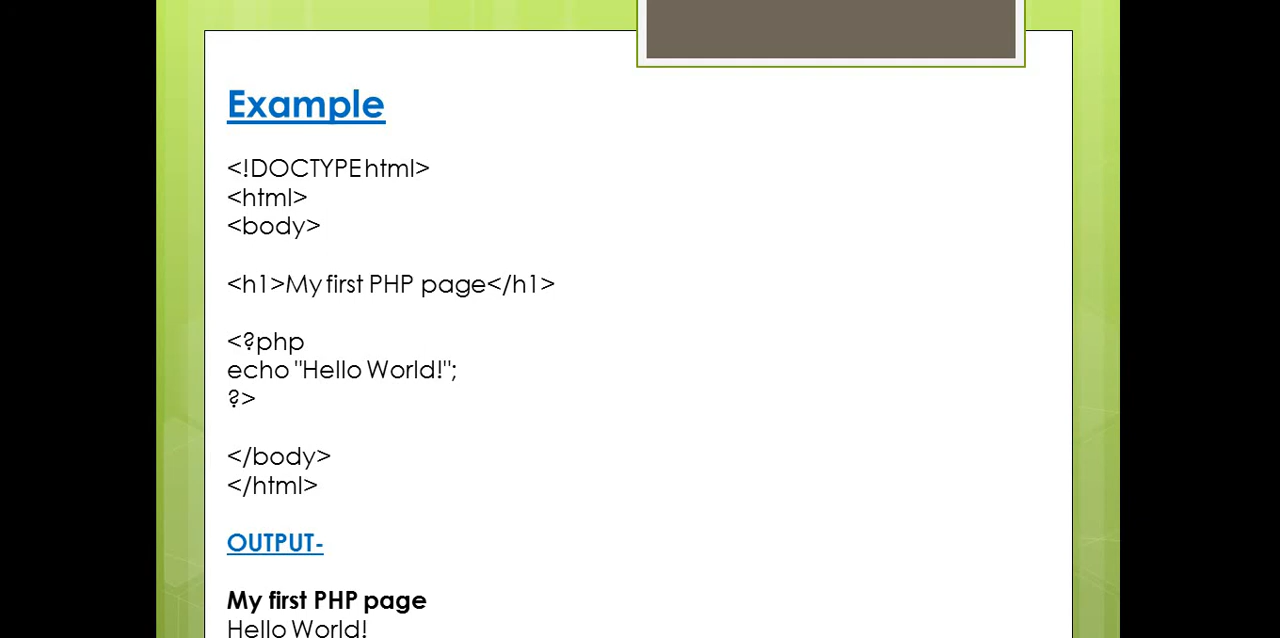 Example
<!DOCTYPE html>
<html>
<body>
<h1>My first PHP page</h1>
<?php
echo "Hello World!";
?>
</body>
</html>
OUTPUT-
My first PHP page
Hello World!